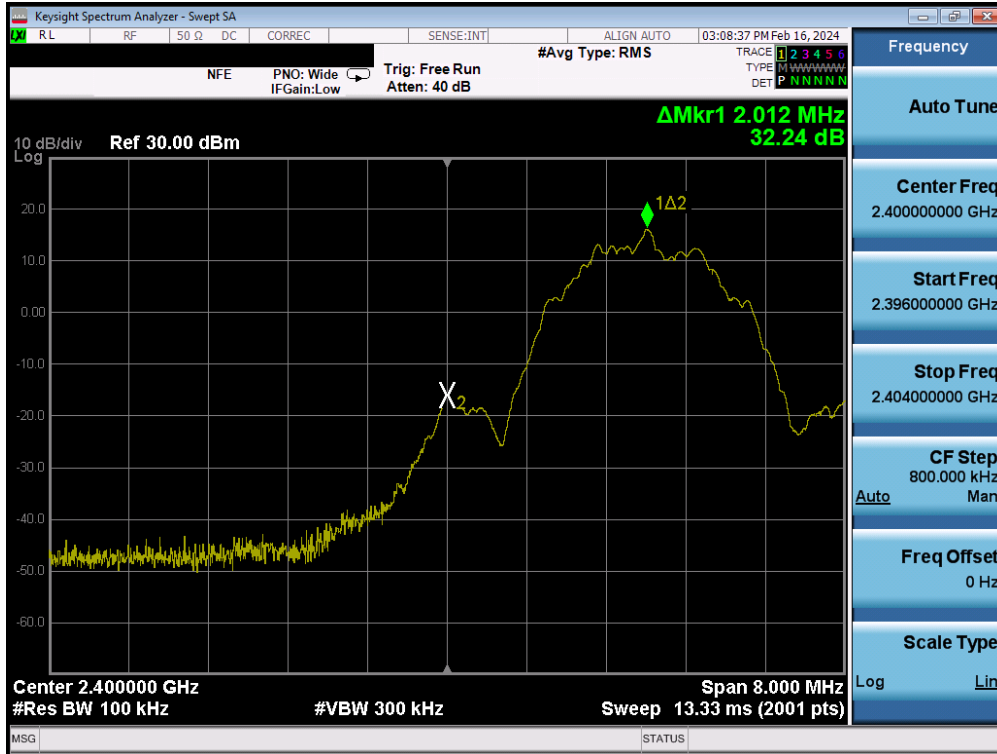 Keysight Spectrum Analyzer - Swept SA
LXI RL RF 50 Ω DC CORREC SENSE:INT ALIGN AUTO 03:08:37 PM Feb 16, 2024
NFE PNO: Wide IFGain:Low Trig: Free Run Atten: 40 dB #Avg Type: RMS
TRACE 1 2 3 4 5 6
TYPE M W W W W W
DET P N N N N N
ΔMkr1 2.012 MHz
32.24 dB
10 dB/div Ref 30.00 dBm
Log
1Δ2
20.0
10.0
0.00
-10.0
X2
-20.0
-30.0
-40.0
-50.0
-60.0
Center 2.400000 GHz Span 8.000 MHz
#Res BW 100 kHz #VBW 300 kHz Sweep 13.33 ms (2001 pts)
MSG STATUS
Frequency
Auto Tune
Center Freq
2.400000000 GHz
Start Freq
2.396000000 GHz
Stop Freq
2.404000000 GHz
CF Step
800.000 kHz
Auto Man
Freq Offset
0 Hz
Scale Type
Log Lin